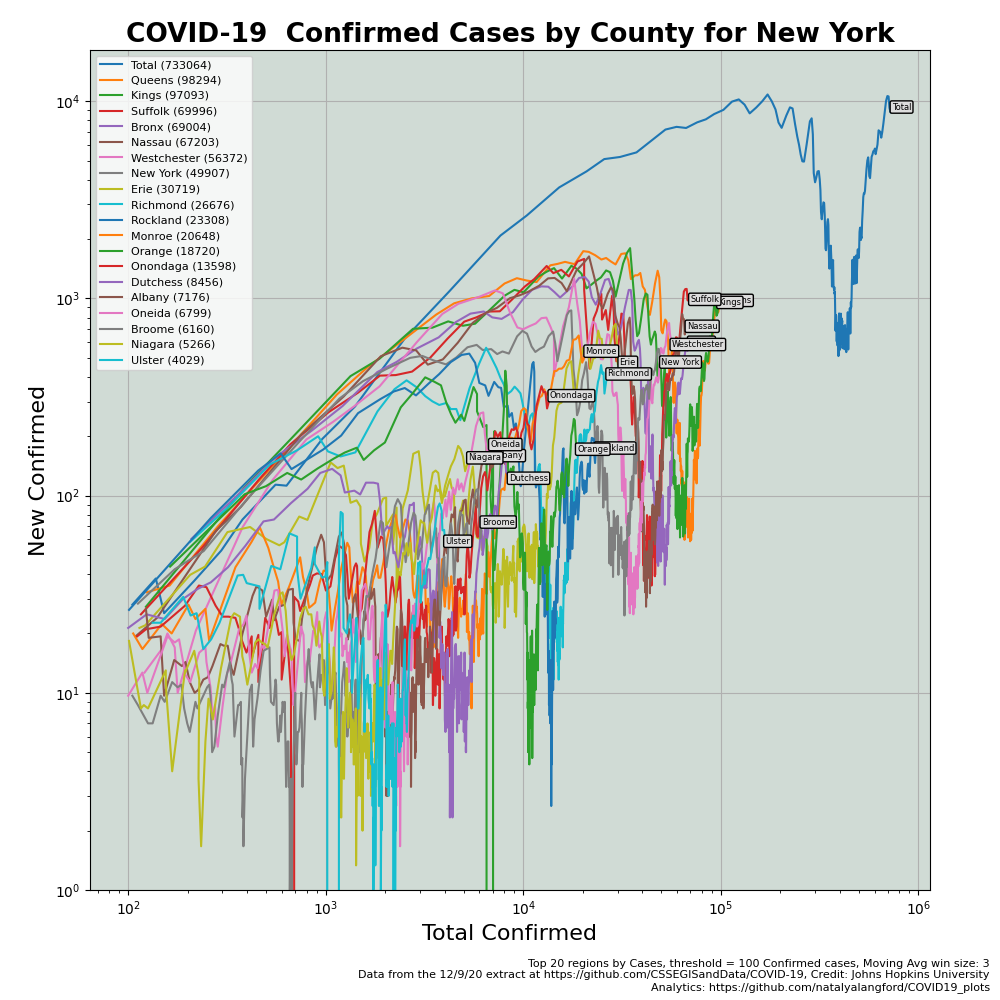 COVID-19  Confirmed Cases by County for New York
Total (733064)
Queens (98294)
Kings (97093)
Suffolk (69996)
Bronx (69004)
Nassau (67203)
Westchester (56372)
New York (49907)
Erie (30719)
Richmond (26676)
Rockland (23308)
Monroe (20648)
Orange (18720)
Onondaga (13598)
Dutchess (8456)
Albany (7176)
Oneida (6799)
Broome (6160)
Niagara (5266)
Ulster (4029)
10^4
10^3
10^2
10^1
10^0
New Confirmed
Total
Suffolk
Kings
Nassau
Westchester
New York
Monroe
Erie
Richmond
Onondaga
Orange
Oneida
Niagara
Dutchess
Broome
Ulster
10^2
10^3
10^4
10^5
10^6
Total Confirmed
Top 20 regions by Cases, threshold = 100 Confirmed cases, Moving Avg win size: 3
Data from the 12/9/20 extract at https://github.com/CSSEGISandData/COVID-19, Credit: Johns Hopkins University
Analytics: https://github.com/natalyalangford/COVID19_plots